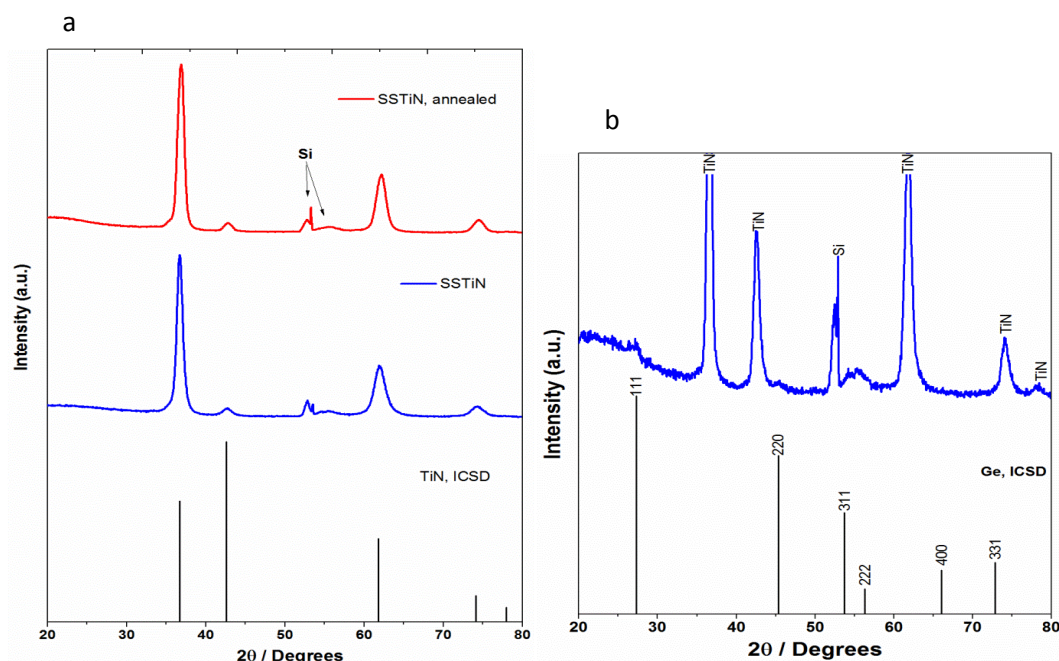 a
SSTiN, annealed
Si
SSTiN
TiN, ICSD
Intensity (a.u.)
20 30 40 50 60 70 80
2θ / Degrees
b
TiN
TiN
Si
TiN
TiN
TiN
111
220
311
222
400
331
Ge, ICSD
Intensity (a.u.)
20 30 40 50 60 70 80
2θ / Degrees